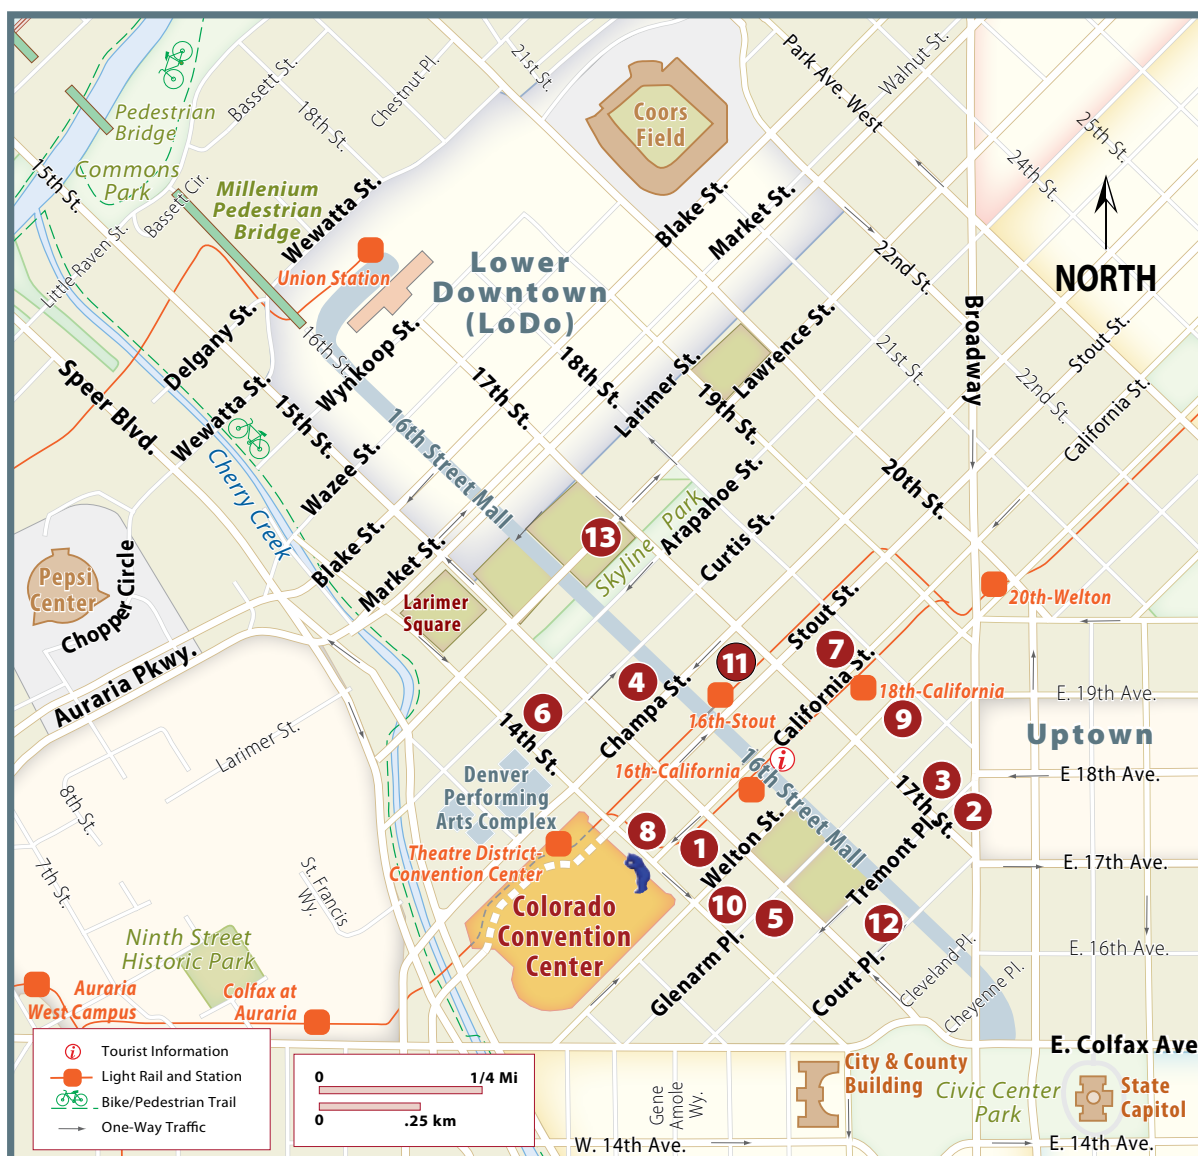 21st St.
Park Ave. West
Walnut St.
Chestnut Pl.
Bassett St.
18th St.
Pedestrian
Bridge
Coors
Field
25th St.
24th St.
Commons
Park
15th St.
Bassett Cir.
Millenium
Pedestrian
Bridge
Wewatta St.
Blake St.
Market St.
22nd St.
NORTH
Little Raven St.
Union Station
Lower
Downtown
(LoDo)
Broadway
Delgany St.
16th St.
Wynkoop St.
18th St.
Larimer St.
Lawrence St.
21st St.
Stout St.
22nd St.
California St.
Speer Blvd.
Wewatta St.
15th St.
17th St.
19th St.
16th Street Mall
Cherry Creek
Wazee St.
20th St.
Arapahoe St.
Skyline Park
13
Curtis St.
Blake St.
Market St.
Pepsi
Center
Chopper Circle
Larimer
Square
20th-Welton
Stout St.
Auraria Pkwy.
7
11
4
California St.
Champa St.
18th-California
E. 19th Ave.
6
14th St.
16th-Stout
9
Uptown
Larimer St.
16th-California
16th Street Mall
E 18th Ave.
Denver
Performing
Arts Complex
3
17th St.
2
8th St.
8
1
Welton St.
Tremont Pl.
Theatre District-
Convention Center
E. 17th Ave.
7th St.
St. Francis
Wy.
Colorado
Convention
Center
10
5
12
Ninth Street
Historic Park
Glenarm Pl.
Court Pl.
Cleveland Pl.
Cheyenne Pl.
E. 16th Ave.
Auraria
West Campus
Colfax at
Auraria
E. Colfax Ave
Tourist Information
Light Rail and Station
Bike/Pedestrian Trail
One-Way Traffic
0 1/4 Mi
0 .25 km
Gene
Amole
Wy.
City & County
Building
Civic Center
Park
State
Capitol
W. 14th Ave.
E. 14th Ave.